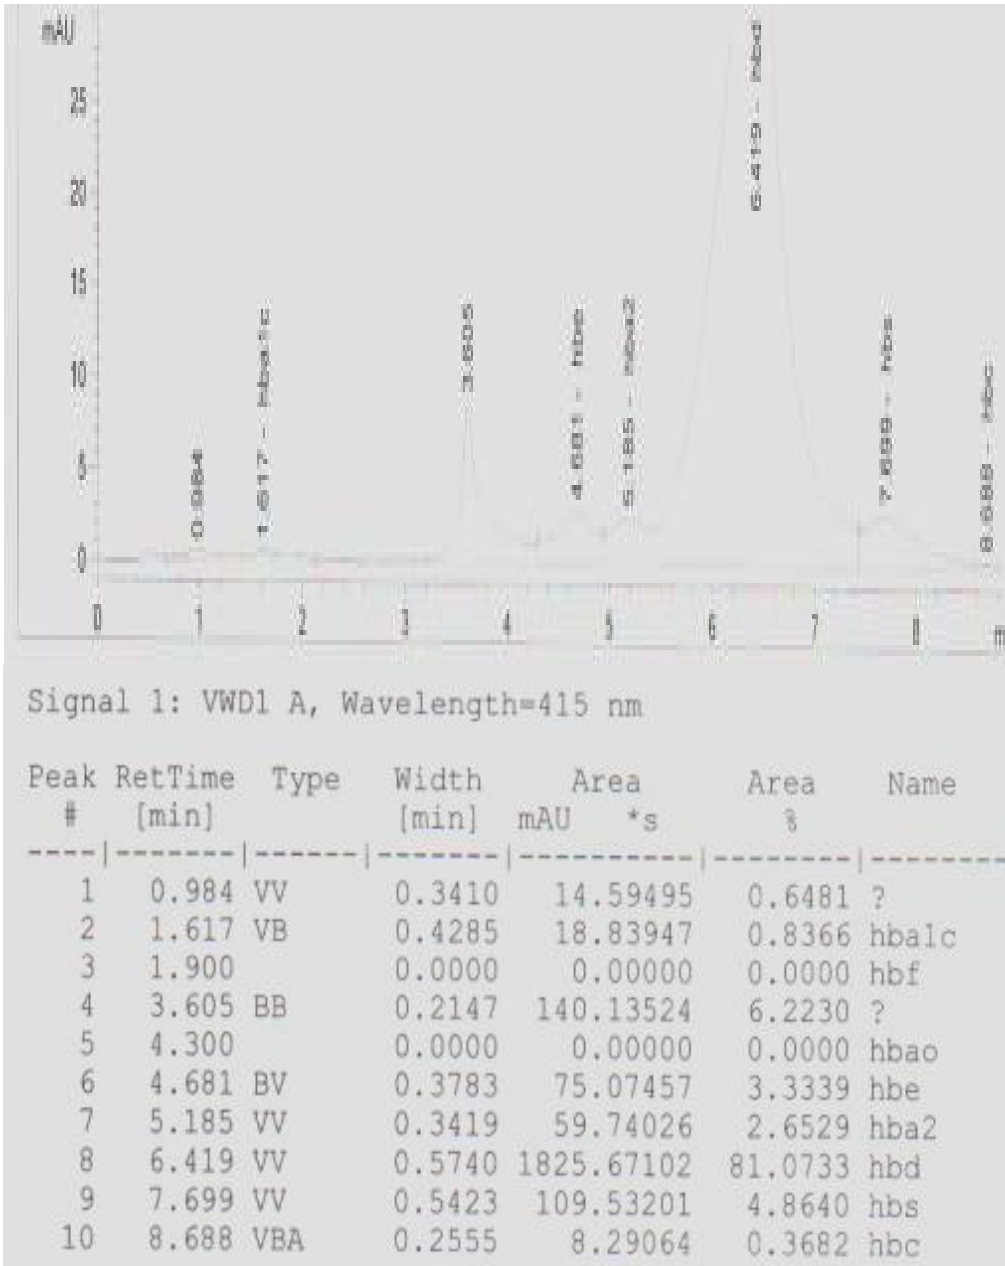 mAU
25
20
15
10
5
0
0.984
1.617 - hba1c
3.605
4.681 - hbe
5.185 - hba2
6.419 - hbd
7.699 - hbs
8.688 - hbc
0 1 2 3 4 5 6 7 8 m
Signal 1: VWD1 A, Wavelength=415 nm
Peak RetTime Type Width Area Area Name
# [min] [min] mAU *s %
----|-------|------|-------|----------|--------|--------
1 0.984 VV 0.3410 14.59495 0.6481 ?
2 1.617 VB 0.4285 18.83947 0.8366 hba1c
3 1.900 0.0000 0.00000 0.0000 hbf
4 3.605 BB 0.2147 140.13524 6.2230 ?
5 4.300 0.0000 0.00000 0.0000 hbao
6 4.681 BV 0.3783 75.07457 3.3339 hbe
7 5.185 VV 0.3419 59.74026 2.6529 hba2
8 6.419 VV 0.5740 1825.67102 81.0733 hbd
9 7.699 VV 0.5423 109.53201 4.8640 hbs
10 8.688 VBA 0.2555 8.29064 0.3682 hbc